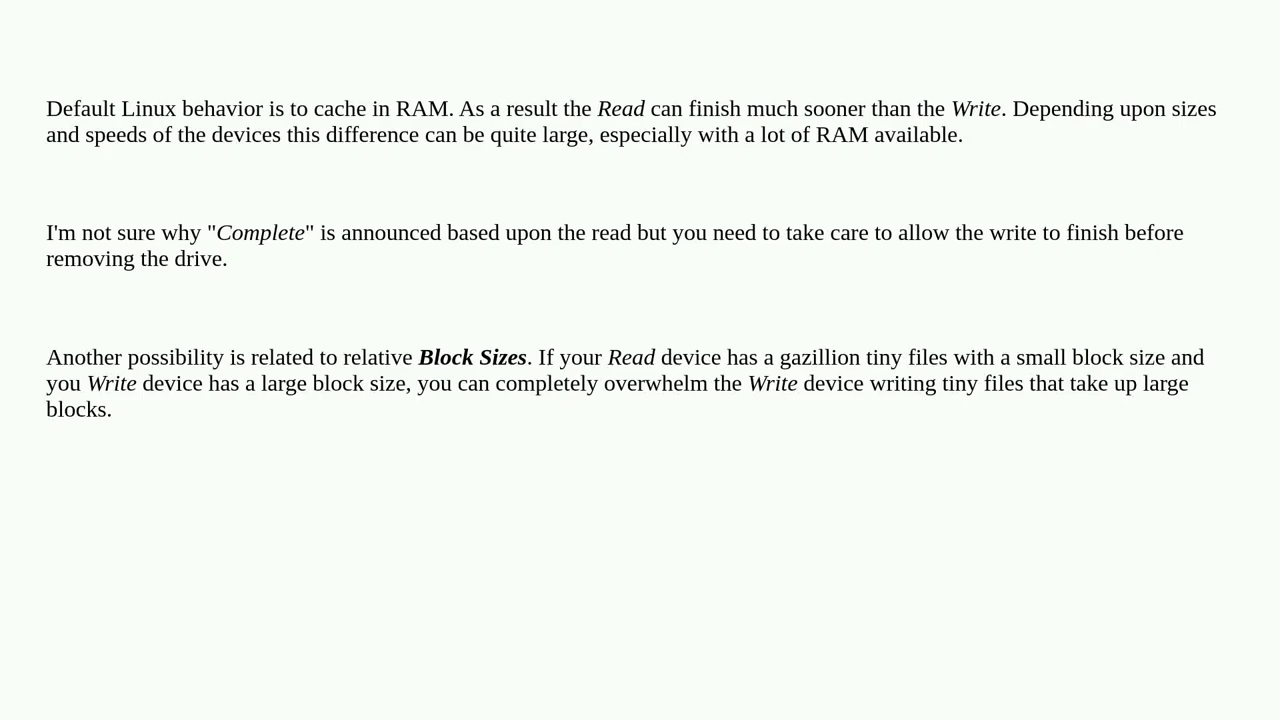 Default Linux behavior is to cache in RAM. As a result the Read can finish much sooner than the Write. Depending upon sizes
and speeds of the devices this difference can be quite large, especially with a lot of RAM available.
I'm not sure why "Complete" is announced based upon the read but you need to take care to allow the write to finish before
removing the drive.
Another possibility is related to relative Block Sizes. If your Read device has a gazillion tiny files with a small block size and
you Write device has a large block size, you can completely overwhelm the Write device writing tiny files that take up large
blocks.